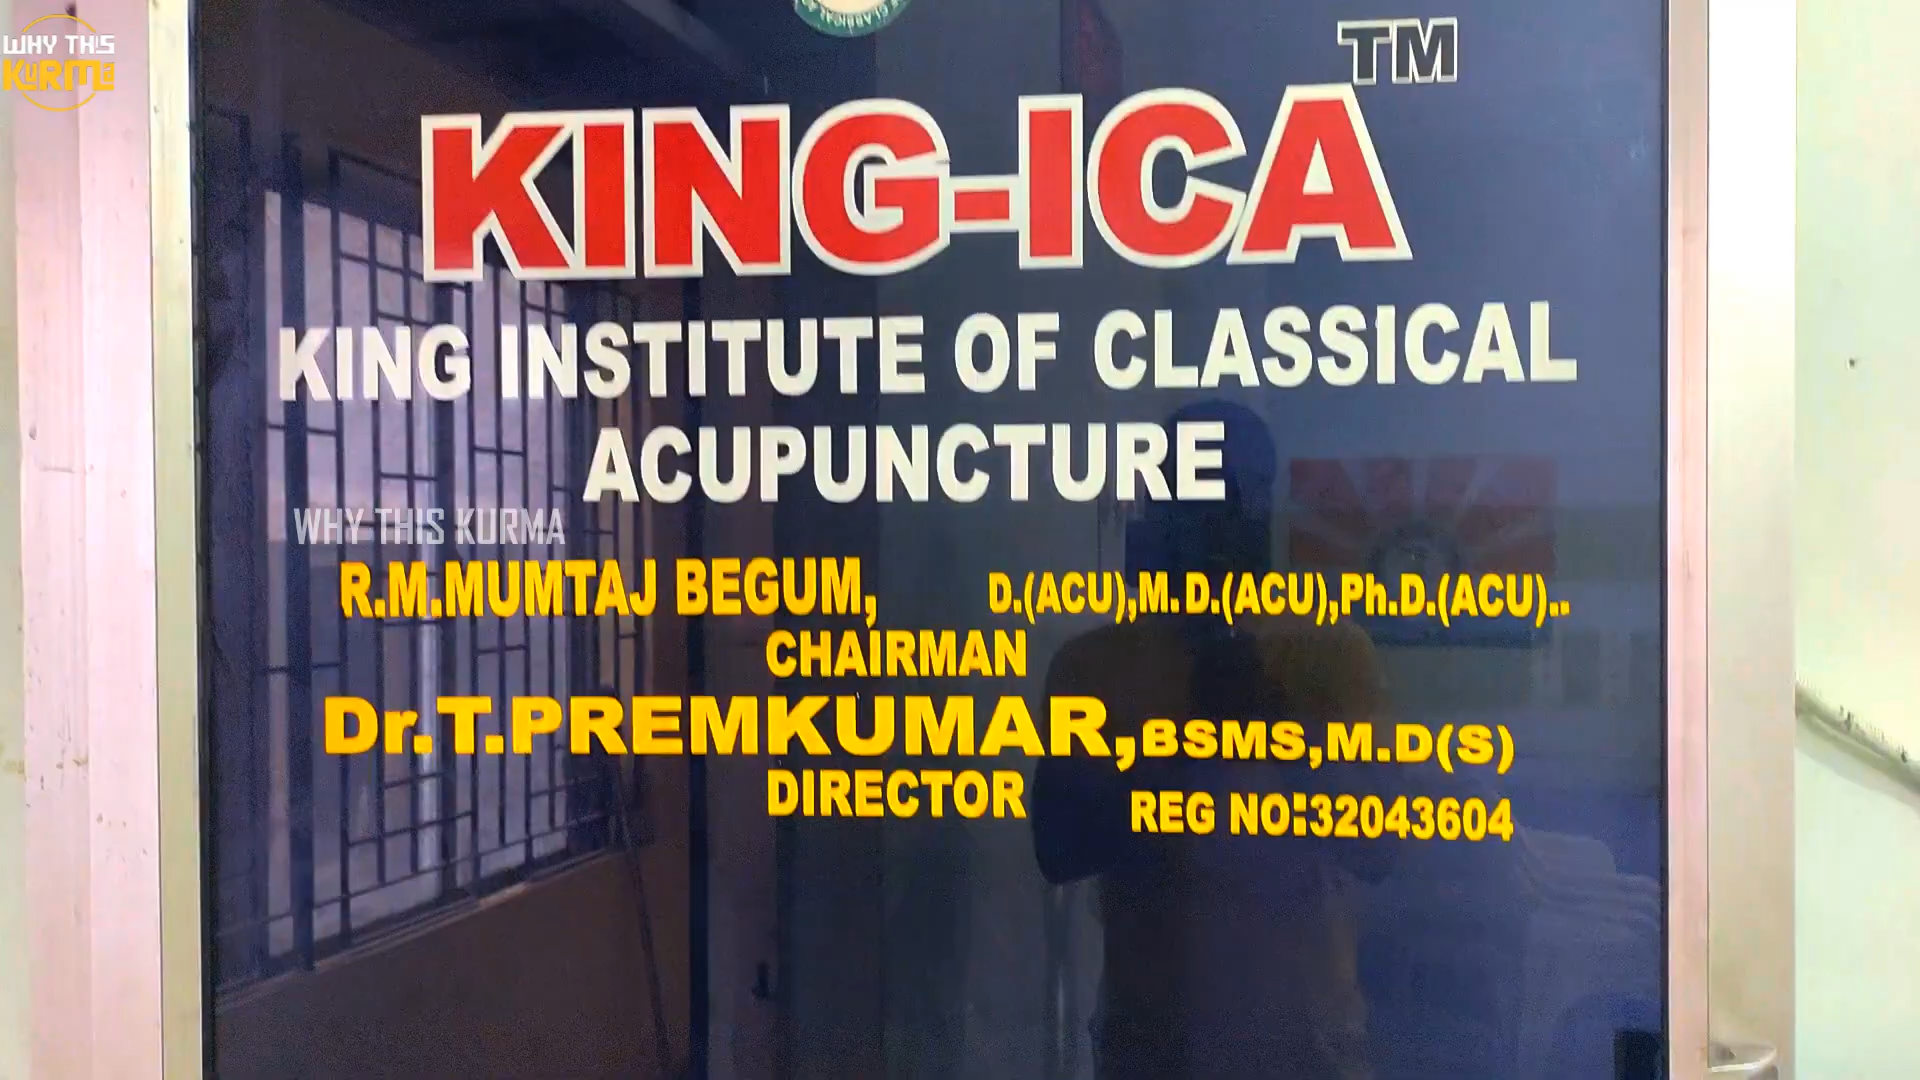 WHY THIS
KURMA
TM
KING-ICA
KING INSTITUTE OF CLASSICAL
ACUPUNCTURE
WHY THIS KURMA
R.M.MUMTAJ BEGUM, D.(ACU),M.D.(ACU),Ph.D.(ACU)..
CHAIRMAN
Dr.T.PREMKUMAR,BSMS,M.D(S)
DIRECTOR
REG NO:32043604